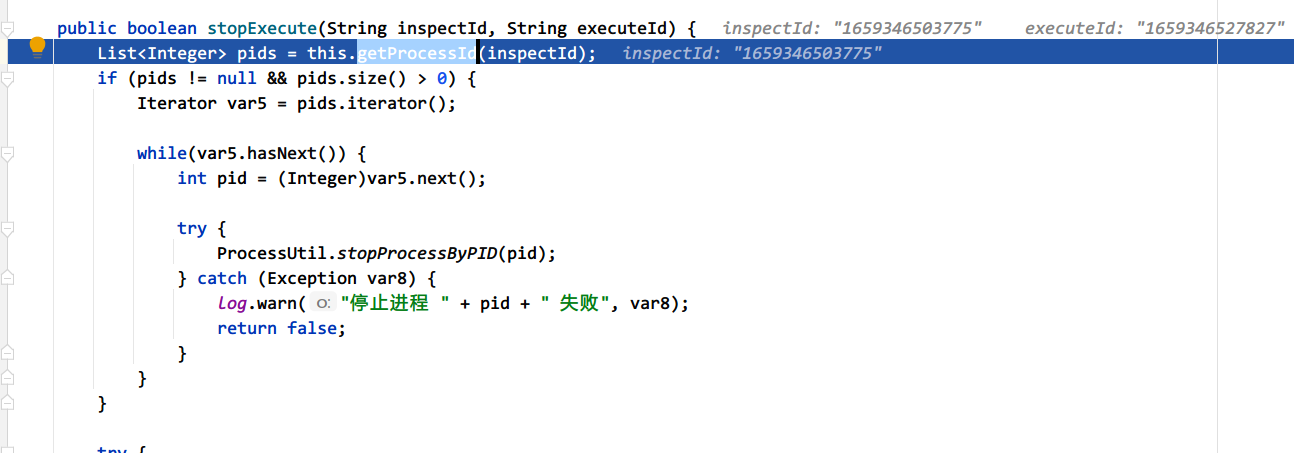 public boolean stopExecute(String inspectId, String executeId) { inspectId: "1659346503775" executeId: "1659346527827"
List<Integer> pids = this.getProcessId(inspectId); inspectId: "1659346503775"
if (pids != null && pids.size() > 0) {
Iterator var5 = pids.iterator();
while(var5.hasNext()) {
int pid = (Integer)var5.next();
try {
ProcessUtil.stopProcessByPID(pid);
} catch (Exception var8) {
log.warn( o: "停止进程 " + pid + " 失败", var8);
return false;
}
}
}
try {